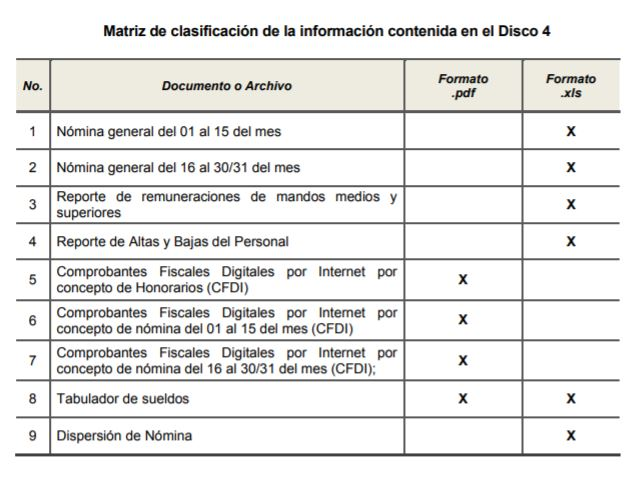 Matriz de clasificación de la información contenida en el Disco 4
No. Documento o Archivo Formato .pdf Formato .xls
1 Nómina general del 01 al 15 del mes X
2 Nómina general del 16 al 30/31 del mes X
3 Reporte de remuneraciones de mandos medios y
superiores X
4 Reporte de Altas y Bajas del Personal X
5 Comprobantes Fiscales Digitales por Internet por
concepto de Honorarios (CFDI) X
6 Comprobantes Fiscales Digitales por Internet por
concepto de nómina del 01 al 15 del mes (CFDI) X
7 Comprobantes Fiscales Digitales por Internet por
concepto de nómina del 16 al 30/31 del mes (CFDI); X
8 Tabulador de sueldos X X
9 Dispersión de Nómina X